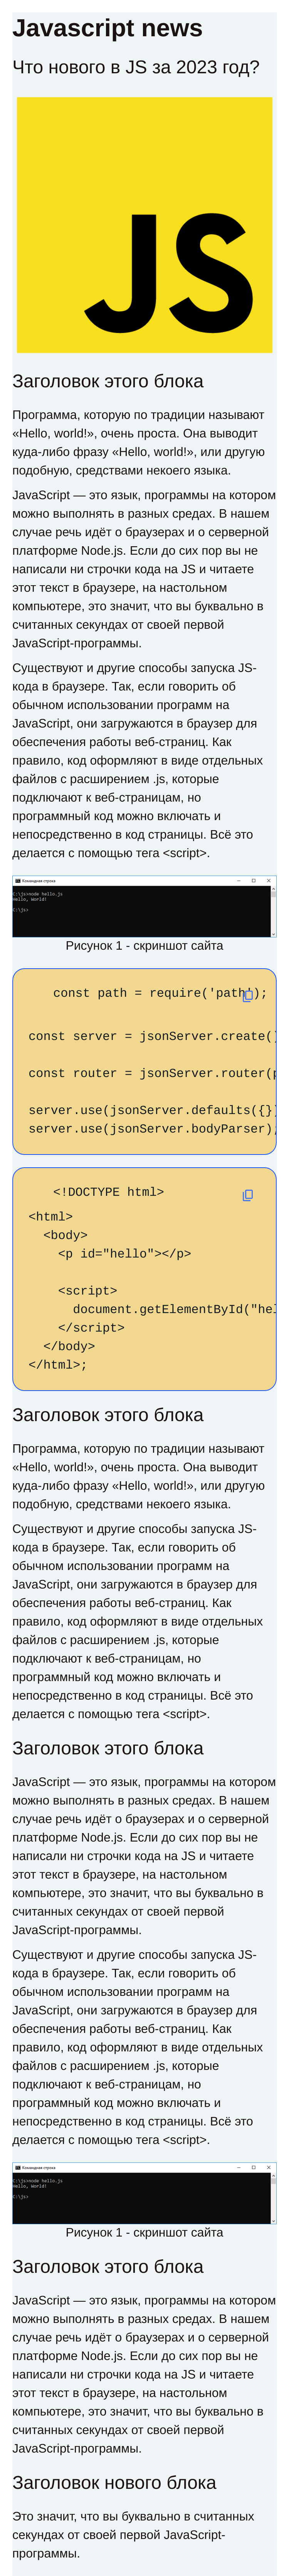 Javascript news
Что нового в JS за 2023 год?
JS
Заголовок этого блока
Программа, которую по традиции называют
«Hello, world!», очень проста. Она выводит
куда-либо фразу «Hello, world!», или другую
подобную, средствами некоего языка.
JavaScript — это язык, программы на котором
можно выполнять в разных средах. В нашем
случае речь идёт о браузерах и о серверной
платформе Node.js. Если до сих пор вы не
написали ни строчки кода на JS и читаете
этот текст в браузере, на настольном
компьютере, это значит, что вы буквально в
считанных секундах от своей первой
JavaScript-программы.
Существуют и другие способы запуска JS-
кода в браузере. Так, если говорить об
обычном использовании программ на
JavaScript, они загружаются в браузер для
обеспечения работы веб-страниц. Как
правило, код оформляют в виде отдельных
файлов с расширением .js, которые
подключают к веб-страницам, но
программный код можно включать и
непосредственно в код страницы. Всё это
делается с помощью тега <script>.
Командная строка
C:\js>node hello.js
Hello, World!
C:\js>
Рисунок 1 - скриншот сайта
const path = require('path');
const server = jsonServer.create()
const router = jsonServer.router(p
server.use(jsonServer.defaults({})
server.use(jsonServer.bodyParser)
<!DOCTYPE html>
<html>
<body>
<p id="hello"></p>
<script>
document.getElementById("hel
</script>
</body>
</html>;
Заголовок этого блока
Программа, которую по традиции называют
«Hello, world!», очень проста. Она выводит
куда-либо фразу «Hello, world!», или другую
подобную, средствами некоего языка.
Существуют и другие способы запуска JS-
кода в браузере. Так, если говорить об
обычном использовании программ на
JavaScript, они загружаются в браузер для
обеспечения работы веб-страниц. Как
правило, код оформляют в виде отдельных
файлов с расширением .js, которые
подключают к веб-страницам, но
программный код можно включать и
непосредственно в код страницы. Всё это
делается с помощью тега <script>.
Заголовок этого блока
JavaScript — это язык, программы на котором
можно выполнять в разных средах. В нашем
случае речь идёт о браузерах и о серверной
платформе Node.js. Если до сих пор вы не
написали ни строчки кода на JS и читаете
этот текст в браузере, на настольном
компьютере, это значит, что вы буквально в
считанных секундах от своей первой
JavaScript-программы.
Существуют и другие способы запуска JS-
кода в браузере. Так, если говорить об
обычном использовании программ на
JavaScript, они загружаются в браузер для
обеспечения работы веб-страниц. Как
правило, код оформляют в виде отдельных
файлов с расширением .js, которые
подключают к веб-страницам, но
программный код можно включать и
непосредственно в код страницы. Всё это
делается с помощью тега <script>.
Командная строка
C:\js>node hello.js
Hello, World!
C:\js>
Рисунок 1 - скриншот сайта
Заголовок этого блока
JavaScript — это язык, программы на котором
можно выполнять в разных средах. В нашем
случае речь идёт о браузерах и о серверной
платформе Node.js. Если до сих пор вы не
написали ни строчки кода на JS и читаете
этот текст в браузере, на настольном
компьютере, это значит, что вы буквально в
считанных секундах от своей первой
JavaScript-программы.
Заголовок нового блока
Это значит, что вы буквально в считанных
секундах от своей первой JavaScript-
программы.